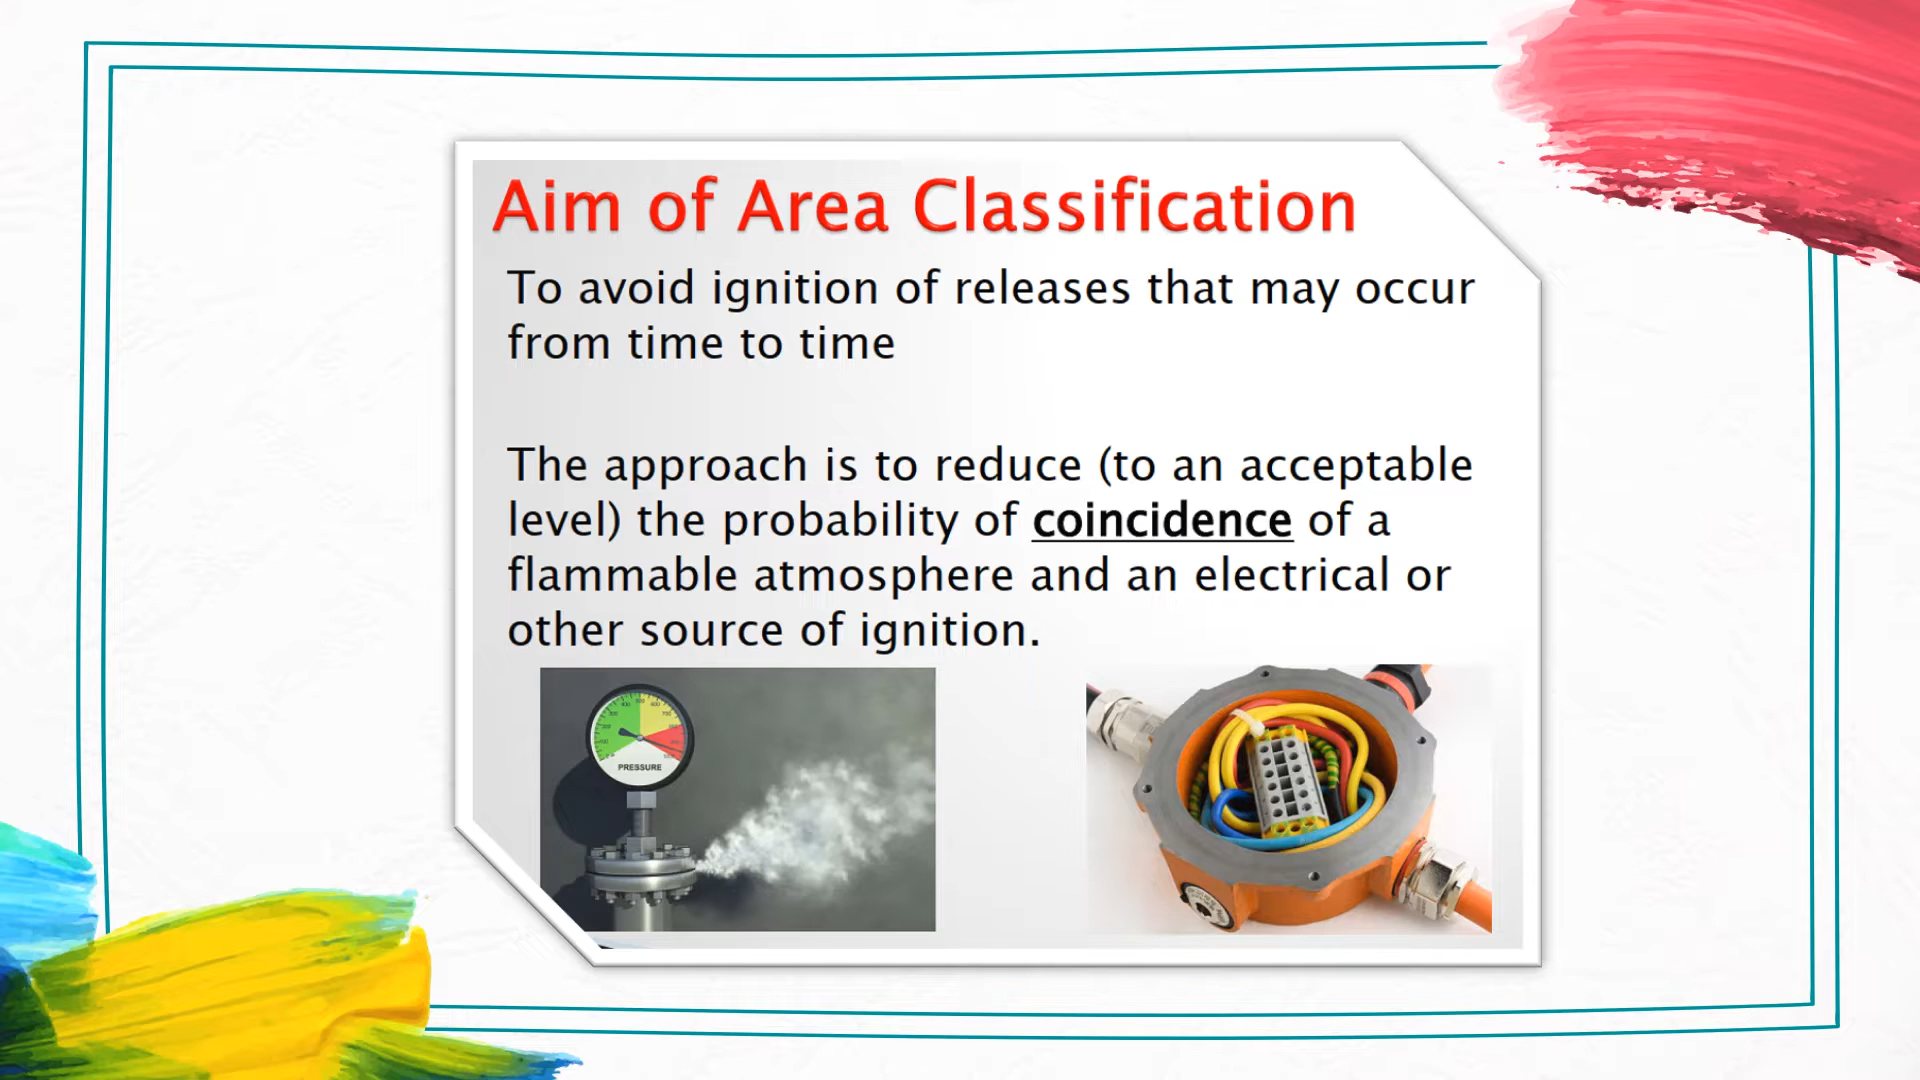 Aim of Area Classification
To avoid ignition of releases that may occur
from time to time
The approach is to reduce (to an acceptable
level) the probability of coincidence of a
flammable atmosphere and an electrical or
other source of ignition.
PRESSURE